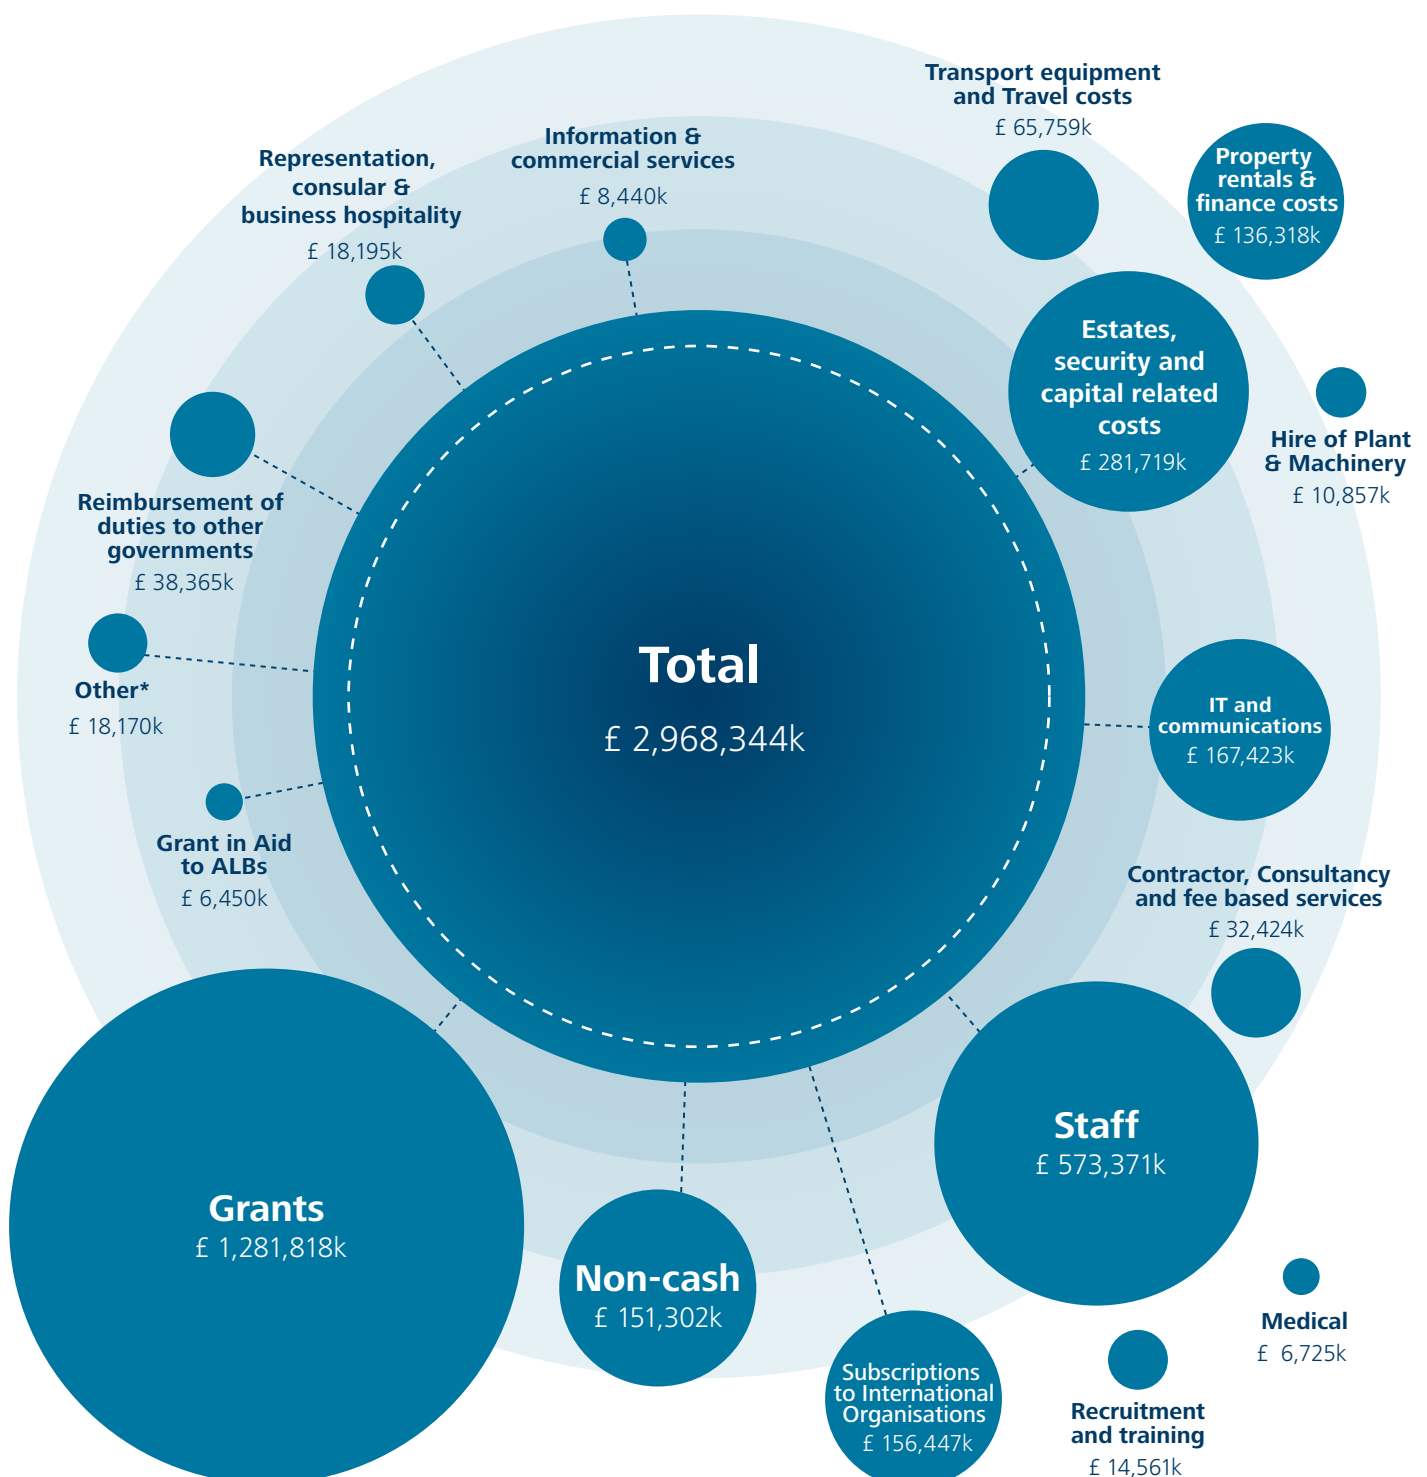 Transport equipment
and Travel costs
£ 65,759k
Property
rentals &
finance costs
£ 136,318k
Information &
commercial services
£ 8,440k
Representation,
consular &
business hospitality
£ 18,195k
Estates,
security and
capital related
costs
£ 281,719k
Hire of Plant
& Machinery
£ 10,857k
Reimbursement of
duties to other
governments
£ 38,365k
Total
£ 2,968,344k
Other*
£ 18,170k
IT and
communications
£ 167,423k
Grant in Aid
to ALBs
£ 6,450k
Contractor, Consultancy
and fee based services
£ 32,424k
Staff
£ 573,371k
Grants
£ 1,281,818k
Non-cash
£ 151,302k
Medical
£ 6,725k
Subscriptions
to International
Organisations
£ 156,447k
Recruitment
and training
£ 14,561k